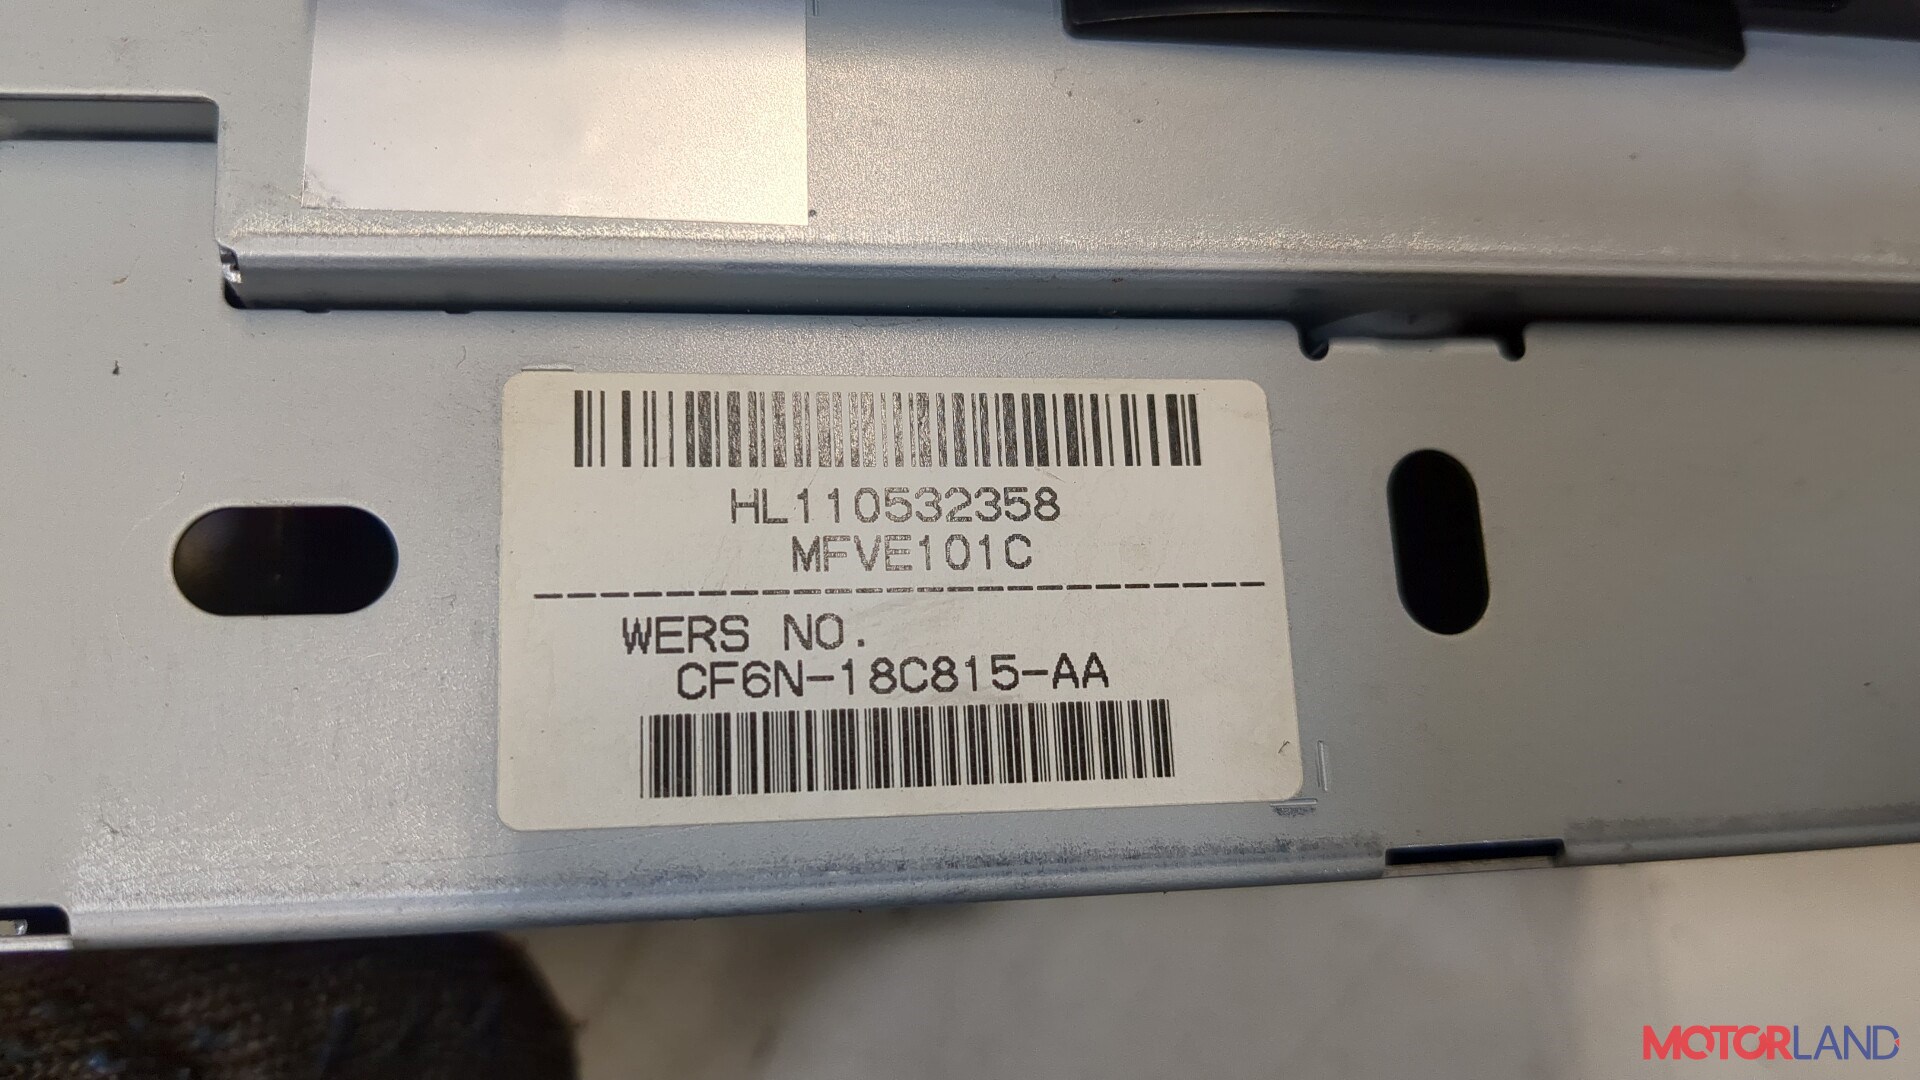 HL110532358
MFVE101C
WERS NO.
CF6N-18C815-AA
MOTORLAND